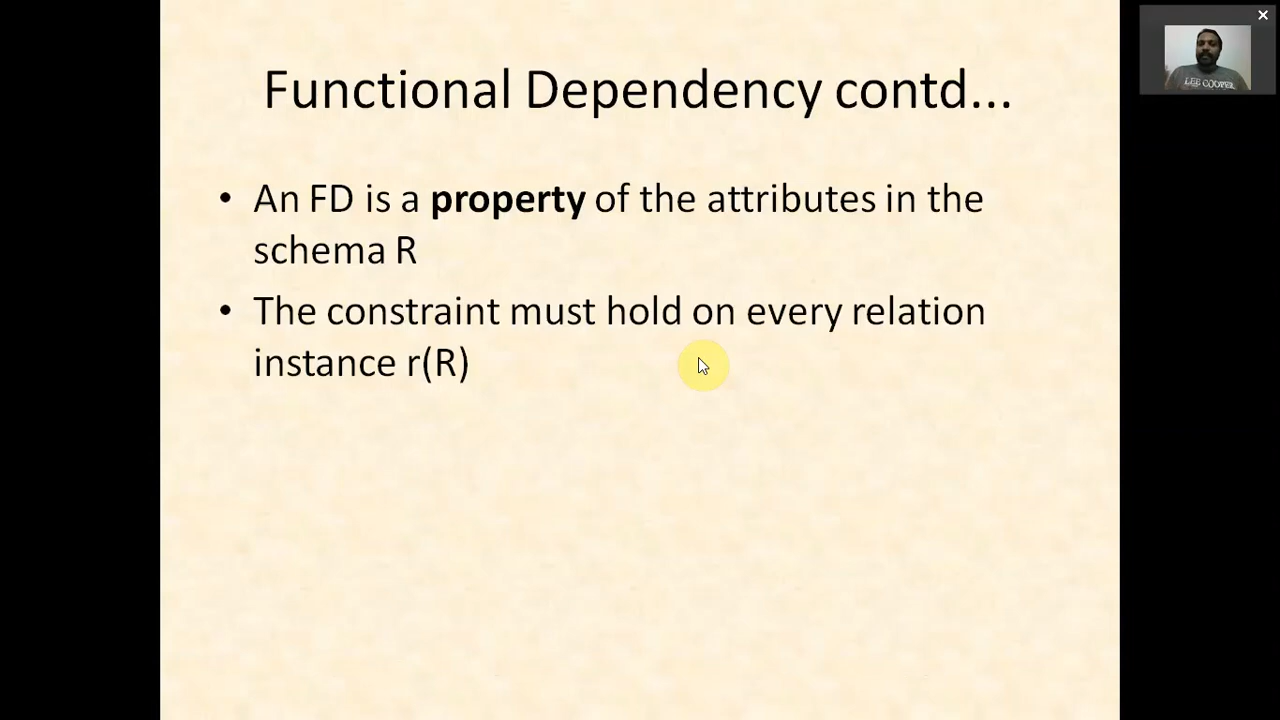 Functional Dependency contd...
• An FD is a property of the attributes in the
schema R
• The constraint must hold on every relation
instance r(R)
LEE COOPER